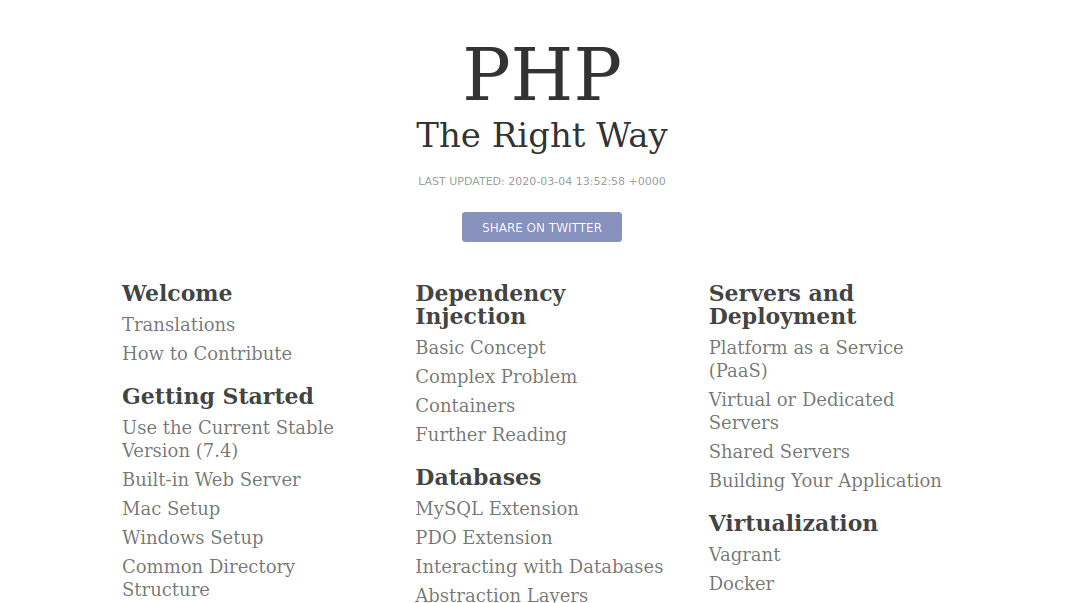 PHP
The Right Way
LAST UPDATED: 2020-03-04 13:52:58 +0000
SHARE ON TWITTER
Welcome
Translations
How to Contribute
Getting Started
Use the Current Stable
Version (7.4)
Built-in Web Server
Mac Setup
Windows Setup
Common Directory
Structure
Dependency
Injection
Basic Concept
Complex Problem
Containers
Further Reading
Databases
MySQL Extension
PDO Extension
Interacting with Databases
Abstraction Layers
Servers and
Deployment
Platform as a Service
(PaaS)
Virtual or Dedicated
Servers
Shared Servers
Building Your Application
Virtualization
Vagrant
Docker